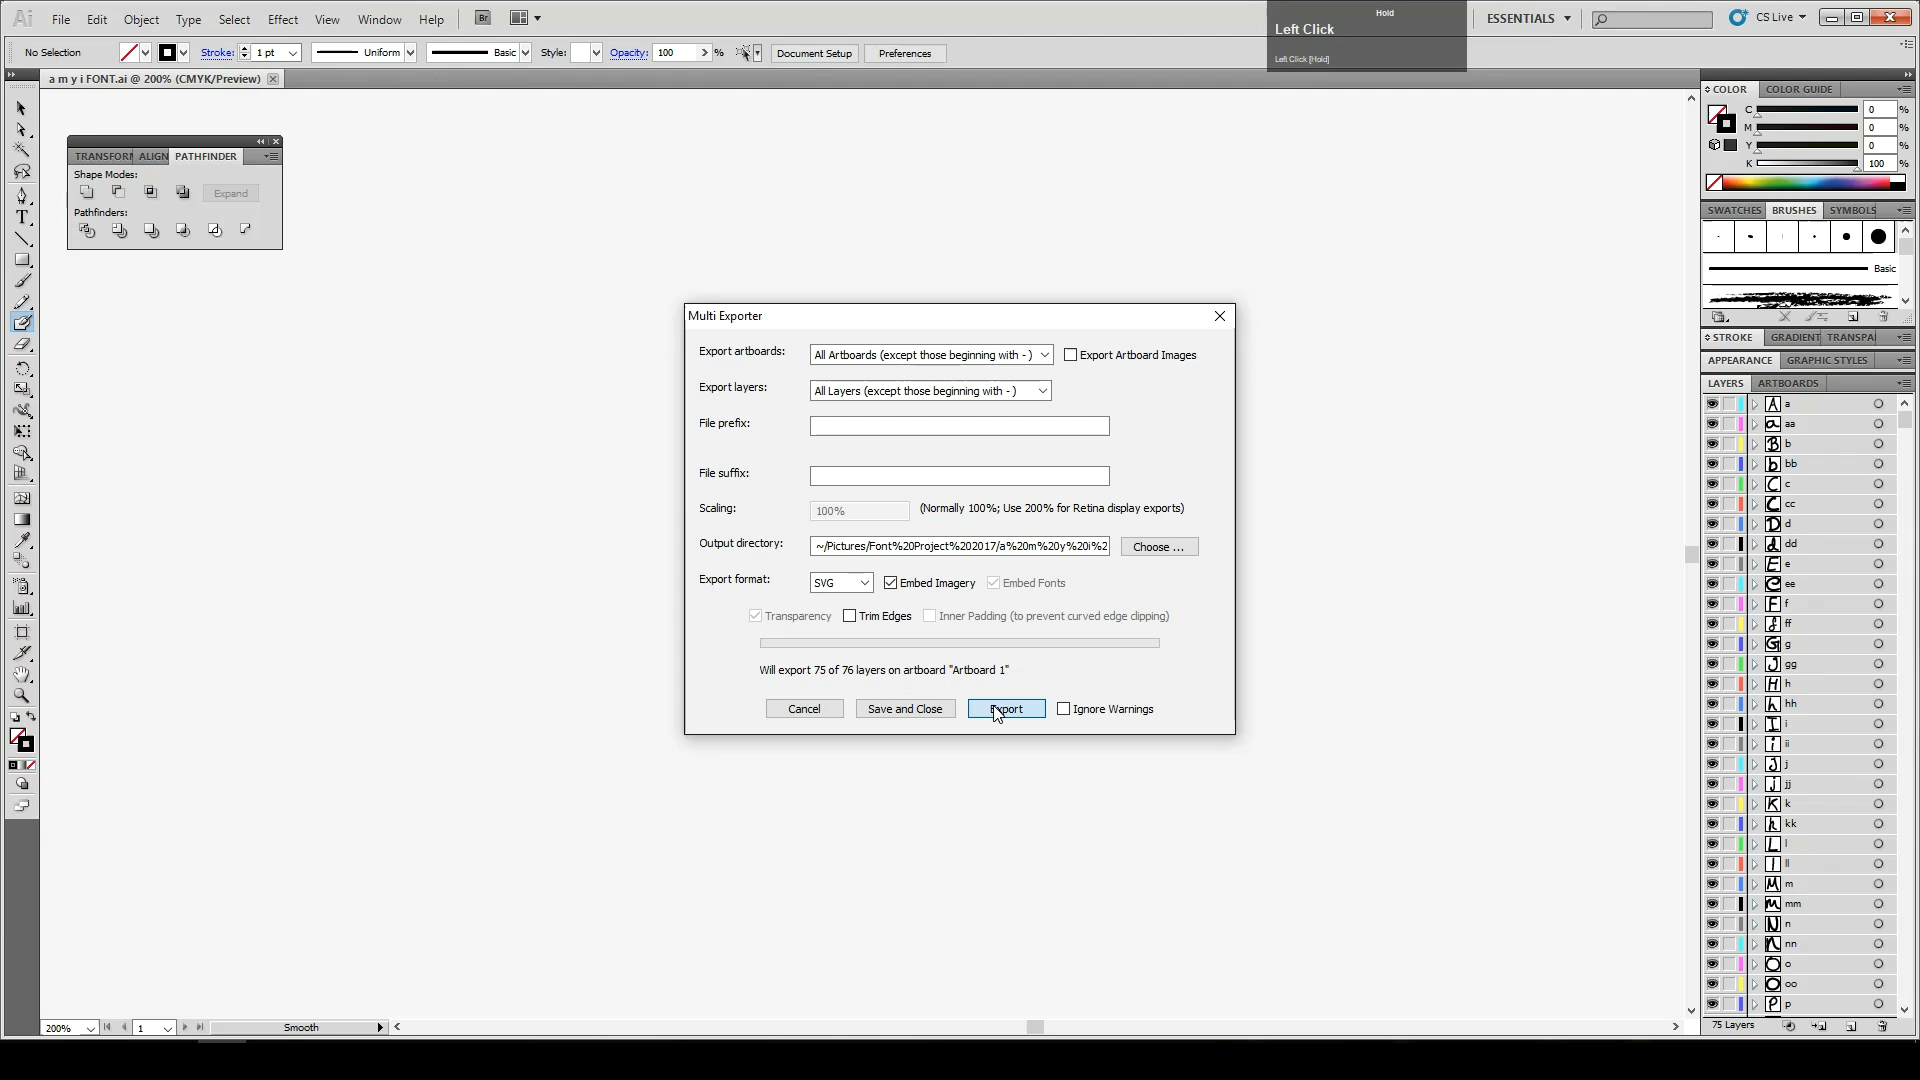 Ai File Edit Object Type Select Effect View Window Help Br
Hold
Left Click
Left Click [Hold]
ESSENTIALS CS Live
No Selection Stroke: 1 pt Uniform Basic Style: Opacity: 100 % Document Setup Preferences
a m y i FONT.ai @ 200% (CMYK/Preview)
TRANSFORM ALIGN PATHFINDER
Shape Modes:
Expand
Pathfinders:
Multi Exporter
Export artboards: All Artboards (except those beginning with - ) Export Artboard Images
Export layers: All Layers (except those beginning with - )
File prefix:
File suffix:
Scaling: 100% (Normally 100%; Use 200% for Retina display exports)
Output directory: ~/Pictures/Font%20Project%202017/a%20m%20y%20i%2 Choose ...
Export format: SVG Embed Imagery Embed Fonts
Transparency Trim Edges Inner Padding (to prevent curved edge clipping)
Will export 75 of 76 layers on artboard "Artboard 1"
Cancel Save and Close Export Ignore Warnings
COLOR COLOR GUIDE
C 0 %
M 0 %
Y 0 %
K 100 %
SWATCHES BRUSHES SYMBOLS
Basic
STROKE GRADIENT TRANSPA
APPEARANCE GRAPHIC STYLES
LAYERS ARTBOARDS
A a
a aa
B b
b bb
C c
c cc
D d
d dd
E e
e ee
F f
f ff
G g
g gg
H h
h hh
I i
i ii
J j
j jj
K k
k kk
L l
l ll
M m
m mm
N n
n nn
O o
o oo
P p
75 Layers
200% 1 Smooth